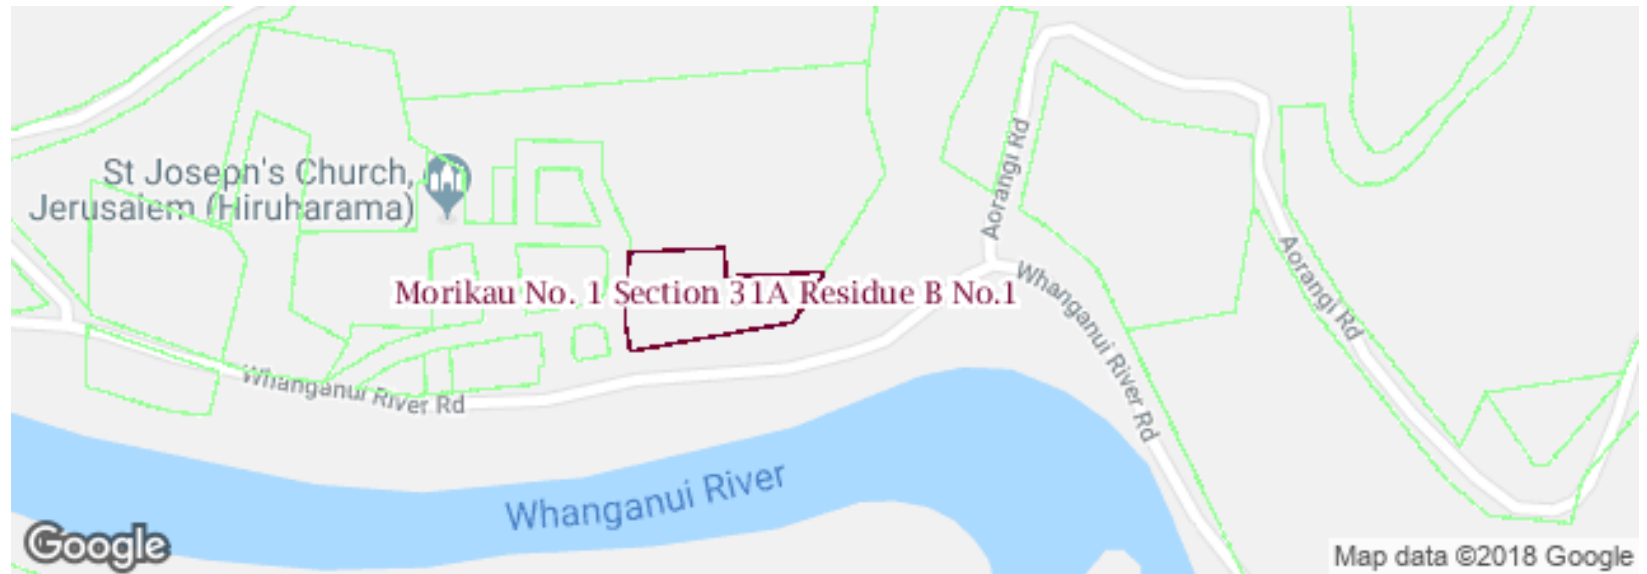 St Joseph's Church,
Jerusalem (Hiruharama)
Aorangi Rd
Aorangi Rd
Morikau No. 1 Section 31A Residue B No.1
Whanganui River Rd
Whanganui River Rd
Whanganui River
Google
Map data ©2018 Google